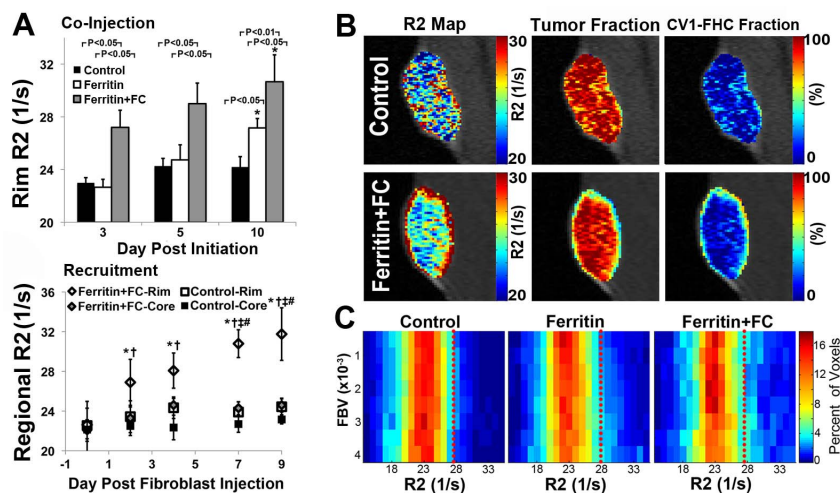 A
Co-Injection
P<0.05
P<0.05
P<0.05
P<0.05
P<0.01
P<0.05
*
Control
Ferritin
Ferritin+FC
P<0.05
*
Rim R2 (1/s)
32
28
24
20
3
5
10
Day Post Initiation
Recruitment
Ferritin+FC-Rim
Control-Rim
Ferritin+FC-Core
Control-Core
*†
*†
*†‡#
*†‡#
Regional R2 (1/s)
36
32
28
24
20
-1
1
3
5
7
9
Day Post Fibroblast Injection
B
R2 Map
Tumor Fraction
CV1-FHC Fraction
Control
30
R2 (1/s)
20
30
R2 (1/s)
20
100
(%)
0
Ferritin+FC
30
R2 (1/s)
20
100
(%)
0
100
(%)
0
C
Control
Ferritin
Ferritin+FC
FBV (x10⁻³)
1
2
3
4
18
23
28
33
R2 (1/s)
18
23
28
33
R2 (1/s)
18
23
28
33
R2 (1/s)
16
12
8
4
0
Percent of Voxels